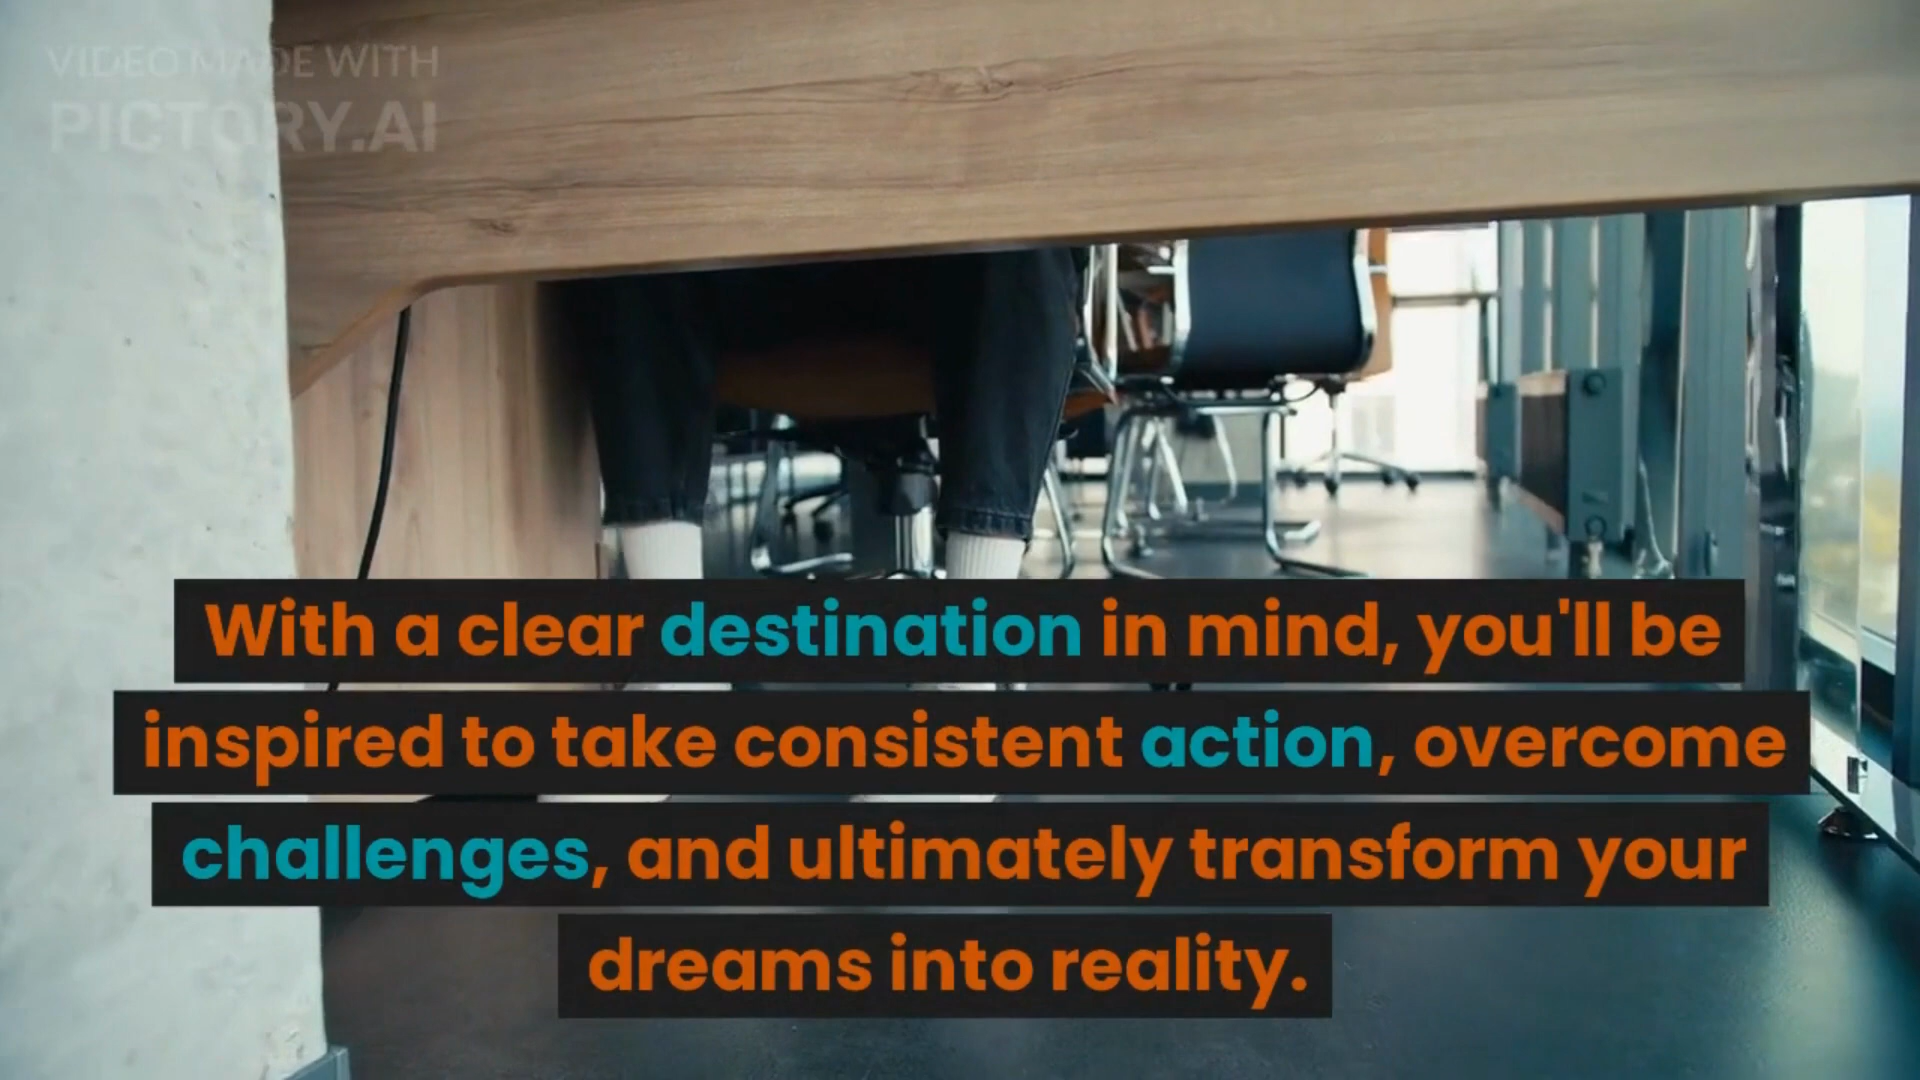 VIDEO MADE WITH
PICTORY.AI
With a clear destination in mind, you'll be
inspired to take consistent action, overcome
challenges, and ultimately transform your
dreams into reality.